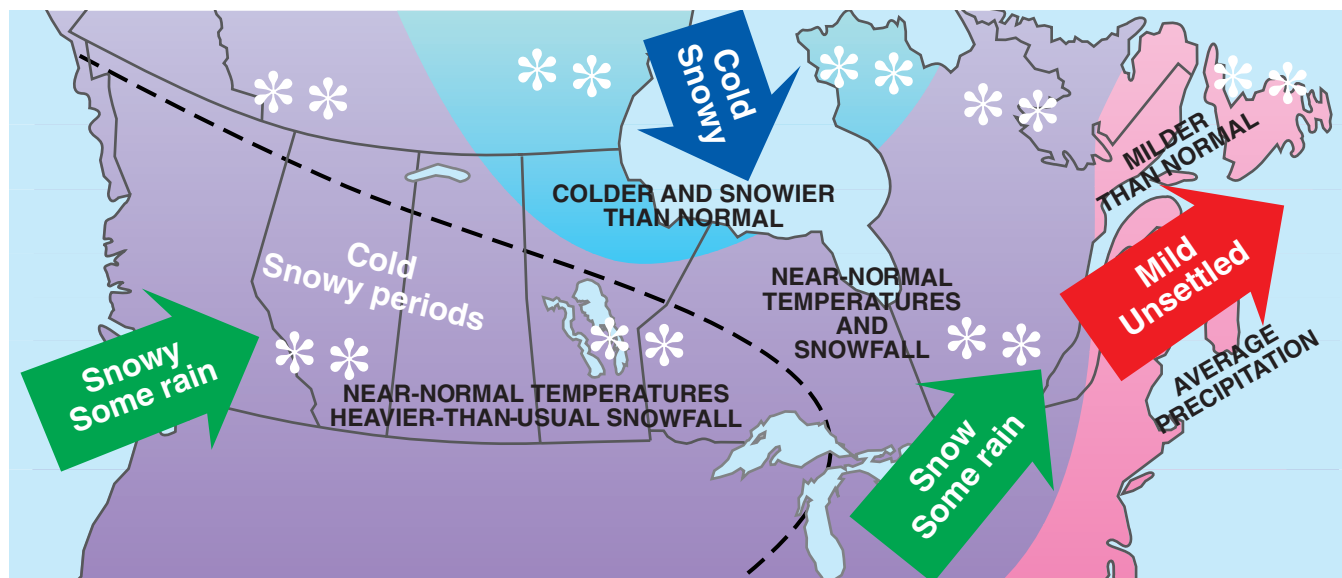 Cold
Snowy
COLDER AND SNOWIER
THAN NORMAL
MILDER
THAN NORMAL
Cold
Snowy periods
NEAR-NORMAL
TEMPERATURES
AND
SNOWFALL
Mild
Unsettled
Snowy
Some rain
NEAR-NORMAL TEMPERATURES
HEAVIER-THAN-USUAL SNOWFALL
AVERAGE
PRECIPITATION
Snow
Some rain